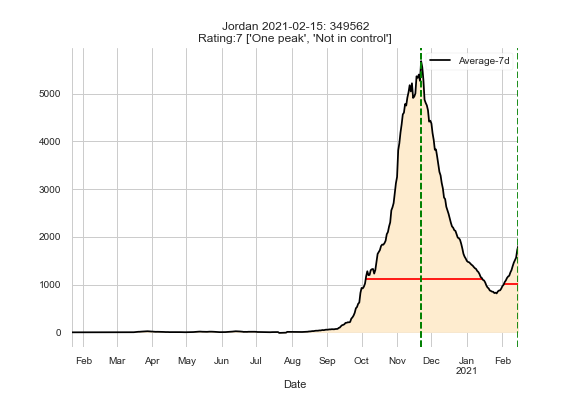 Jordan 2021-02-15: 349562
Rating:7 ['One peak', 'Not in control']
Average-7d
5000
4000
3000
2000
1000
0
Feb Mar Apr May Jun Jul Aug Sep Oct Nov Dec Jan Feb
2021
Date